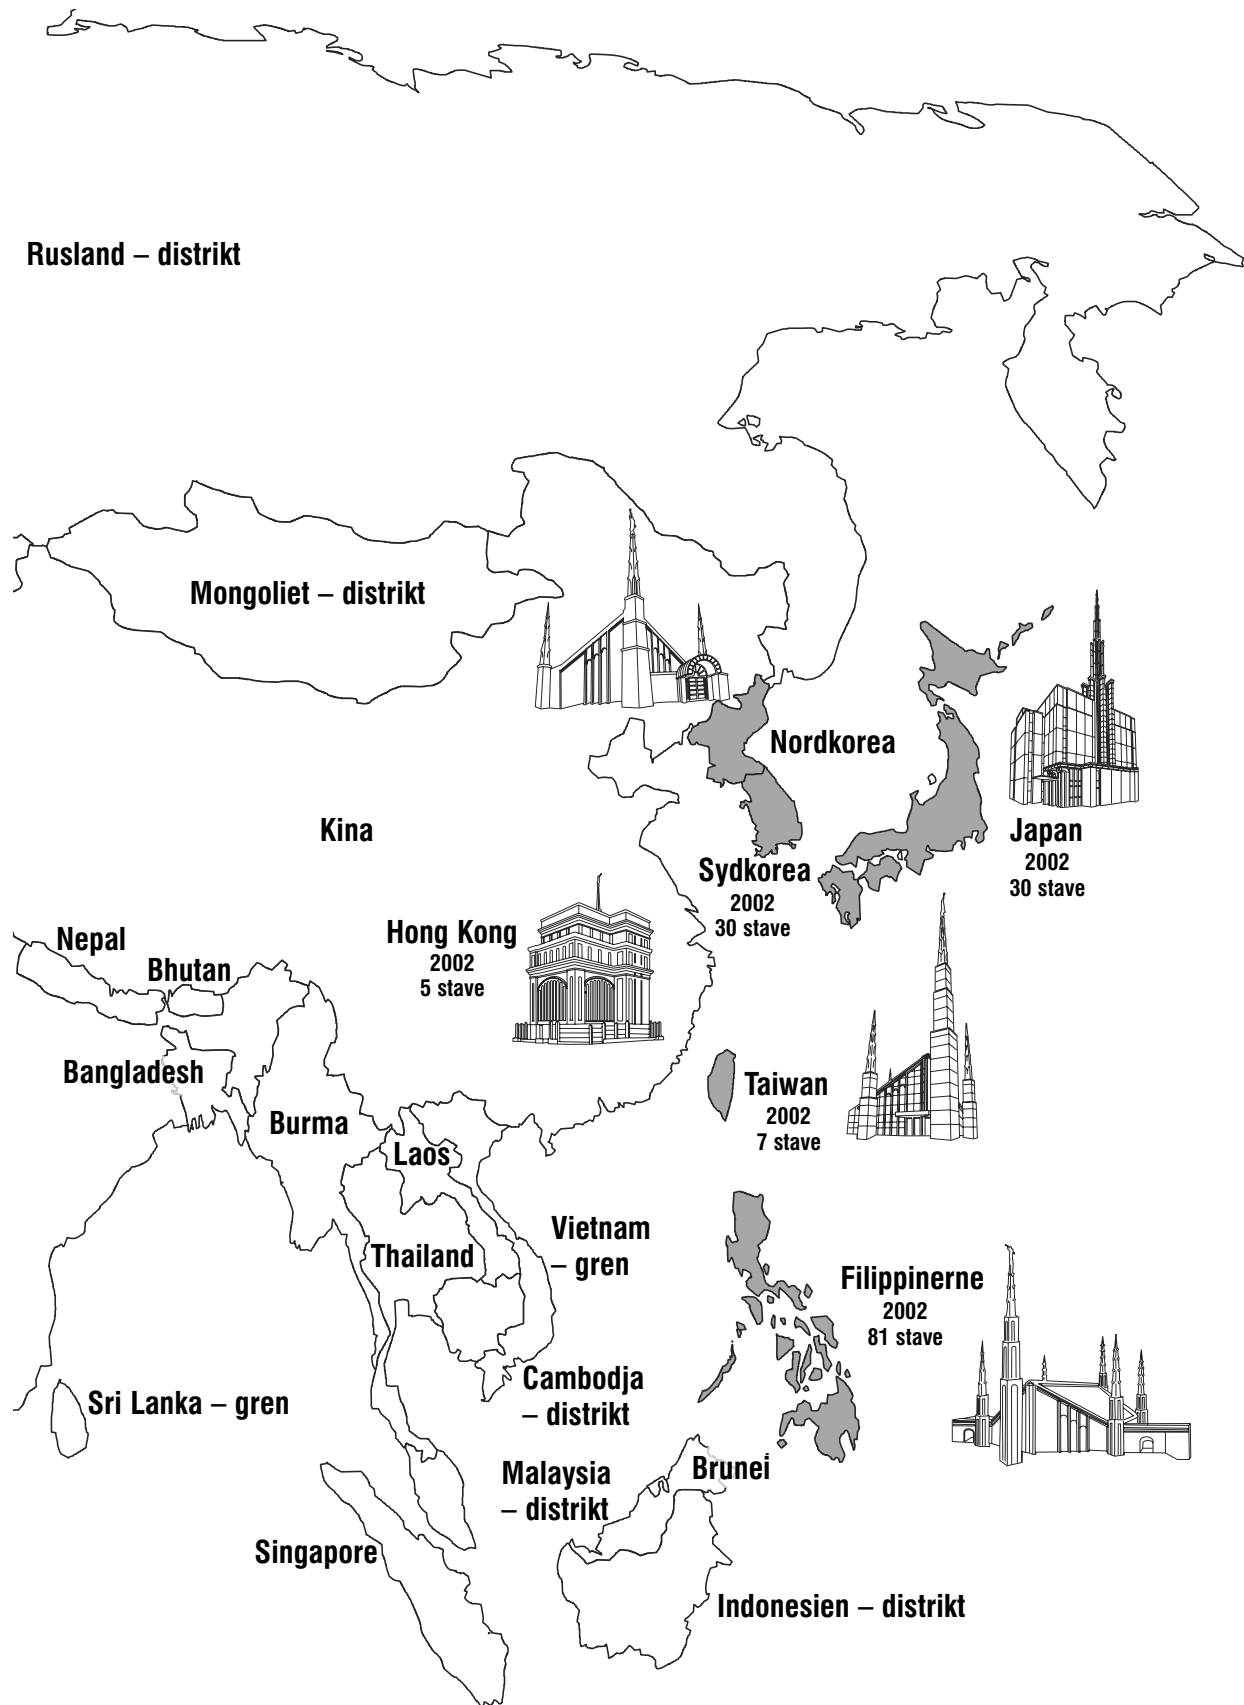 Rusland – distrikt
Mongoliet – distrikt
Nordkorea
Kina
Japan
2002
30 stave
Sydkorea
2002
30 stave
Hong Kong
2002
5 stave
Nepal
Bhutan
Bangladesh
Burma
Taiwan
2002
7 stave
Laos
Vietnam
– gren
Thailand
Filippinerne
2002
81 stave
Cambodja
– distrikt
Sri Lanka – gren
Malaysia
– distrikt
Brunei
Singapore
Indonesien – distrikt